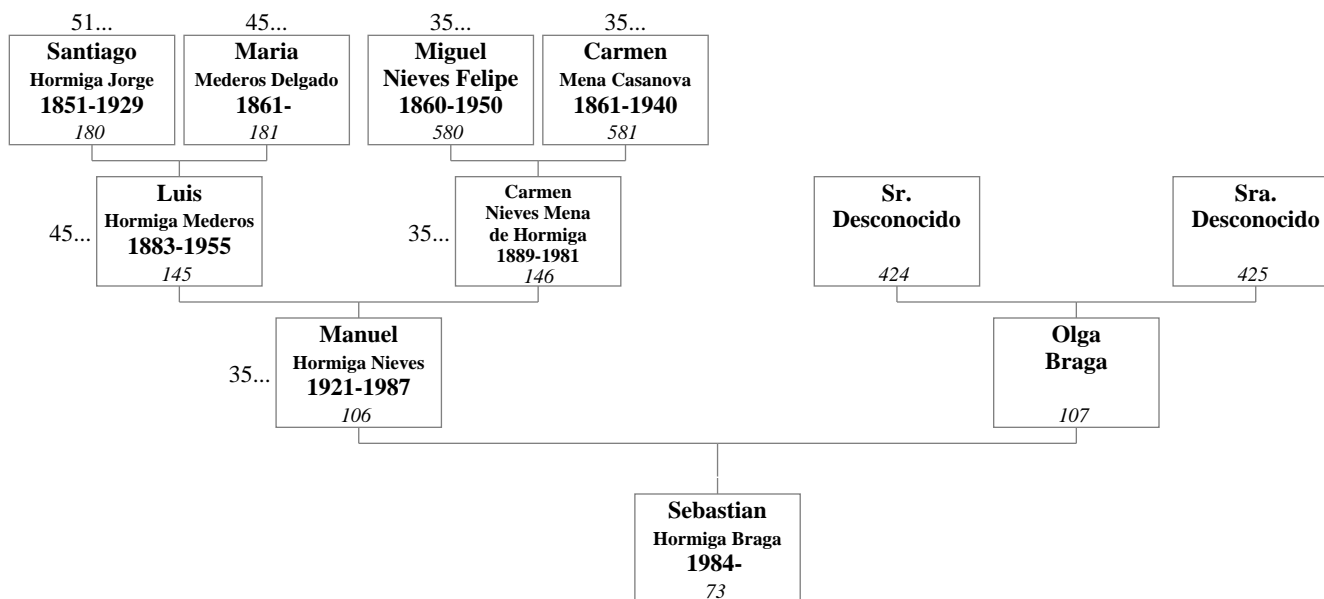 51...
45...
35...
35...
Santiago
Hormiga Jorge
1851-1929
180
Maria
Mederos Delgado
1861-
181
Miguel
Nieves Felipe
1860-1950
580
Carmen
Mena Casanova
1861-1940
581
45...
Luis
Hormiga Mederos
1883-1955
145
35...
Carmen
Nieves Mena
de Hormiga
1889-1981
146
Sr.
Desconocido
424
Sra.
Desconocido
425
35...
Manuel
Hormiga Nieves
1921-1987
106
Olga
Braga
107
Sebastian
Hormiga Braga
1984-
73